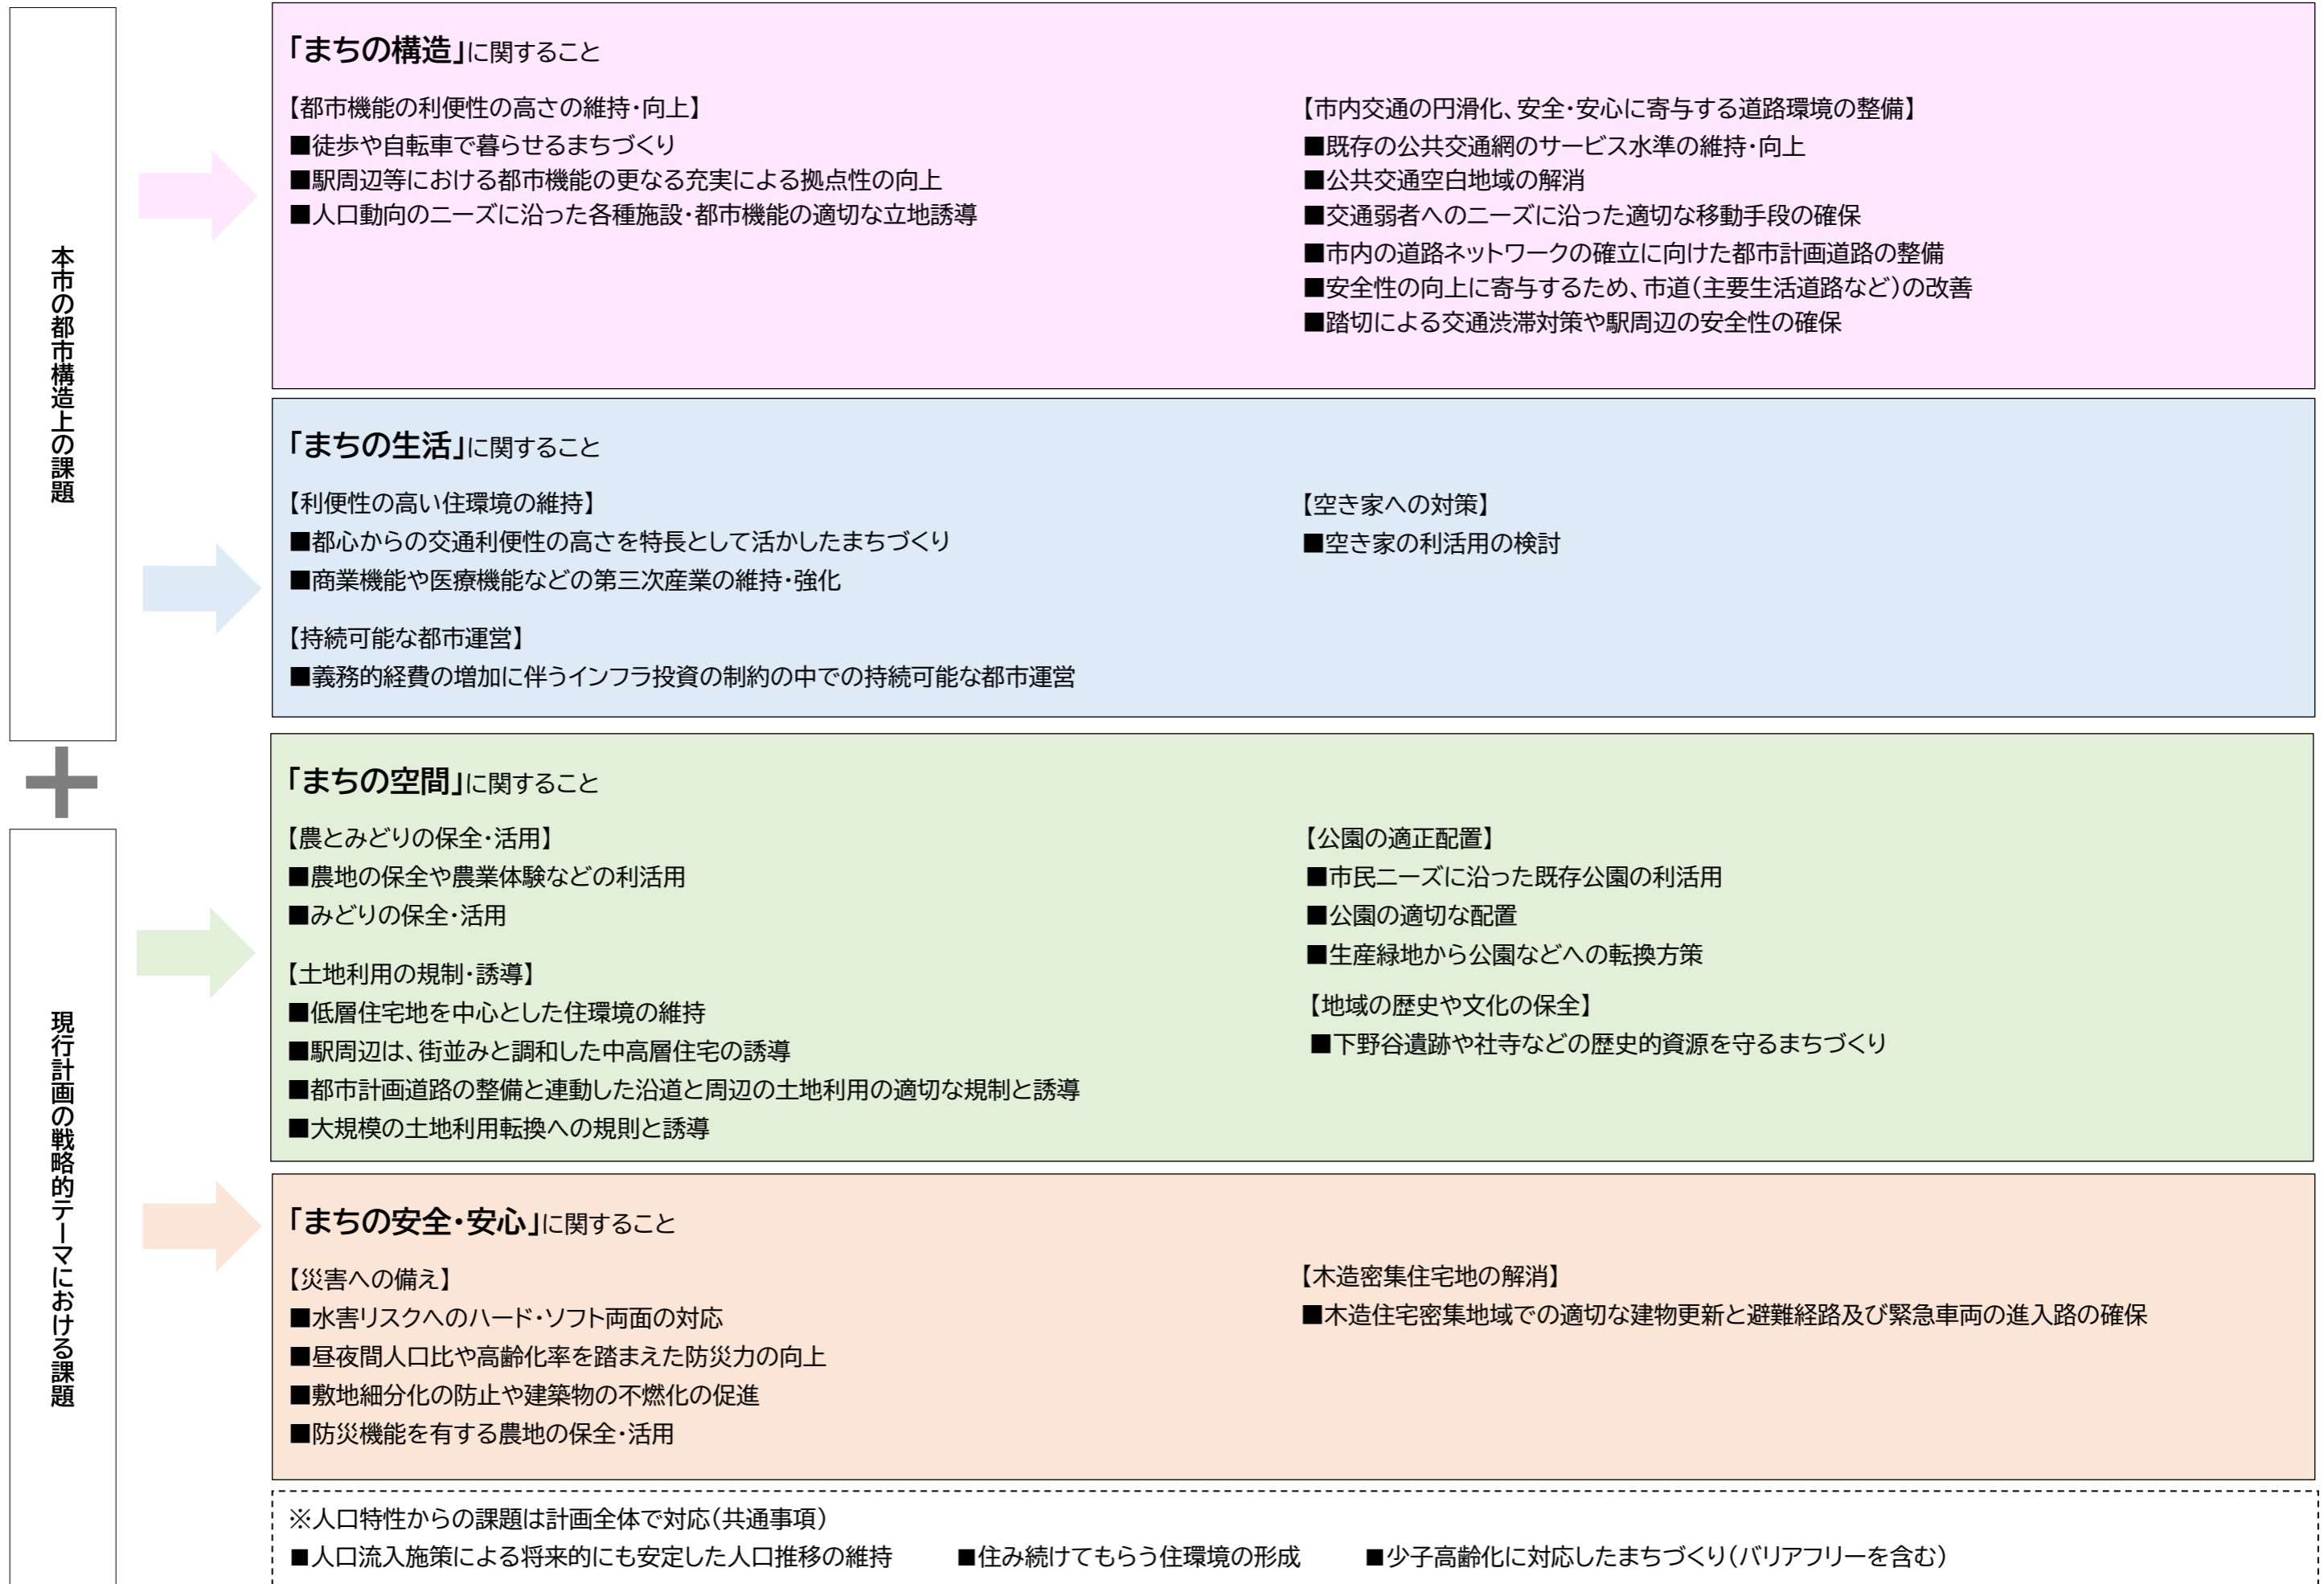 本市の都市構造上の課題
＋
現行計画の戦略的テーマにおける課題
「まちの構造」に関すること
【都市機能の利便性の高さの維持・向上】
■徒歩や自転車で暮らせるまちづくり
■駅周辺等における都市機能の更なる充実による拠点性の向上
■人口動向のニーズに沿った各種施設・都市機能の適切な立地誘導
【市内交通の円滑化、安全・安心に寄与する道路環境の整備】
■既存の公共交通網のサービス水準の維持・向上
■公共交通空白地域の解消
■交通弱者へのニーズに沿った適切な移動手段の確保
■市内の道路ネットワークの確立に向けた都市計画道路の整備
■安全性の向上に寄与するため、市道（主要生活道路など）の改善
■踏切による交通渋滞対策や駅周辺の安全性の確保
「まちの生活」に関すること
【利便性の高い住環境の維持】
■都心からの交通利便性の高さを特長として活かしたまちづくり
■商業機能や医療機能などの第三次産業の維持・強化
【持続可能な都市運営】
■義務的経費の増加に伴うインフラ投資の制約の中での持続可能な都市運営
【空き家への対策】
■空き家の利活用の検討
「まちの空間」に関すること
【農とみどりの保全・活用】
■農地の保全や農業体験などの利活用
■みどりの保全・活用
【土地利用の規制・誘導】
■低層住宅地を中心とした住環境の維持
■駅周辺は、街並みと調和した中高層住宅の誘導
■都市計画道路の整備と連動した沿道と周辺の土地利用の適切な規制と誘導
■大規模の土地利用転換への規則と誘導
【公園の適正配置】
■市民ニーズに沿った既存公園の利活用
■公園の適切な配置
■生産緑地から公園などへの転換方策
【地域の歴史や文化の保全】
■下野谷遺跡や社寺などの歴史的資源を守るまちづくり
「まちの安全・安心」に関すること
【災害への備え】
■水害リスクへのハード・ソフト両面の対応
■昼夜間人口比や高齢化率を踏まえた防災力の向上
■敷地細分化の防止や建築物の不燃化の促進
■防災機能を有する農地の保全・活用
【木造密集住宅地の解消】
■木造住宅密集地域での適切な建物更新と避難経路及び緊急車両の進入路の確保
※人口特性からの課題は計画全体で対応（共通事項）
■人口流入施策による将来的にも安定した人口推移の維持　■住み続けてもらう住環境の形成　■少子高齢化に対応したまちづくり（バリアフリーを含む）